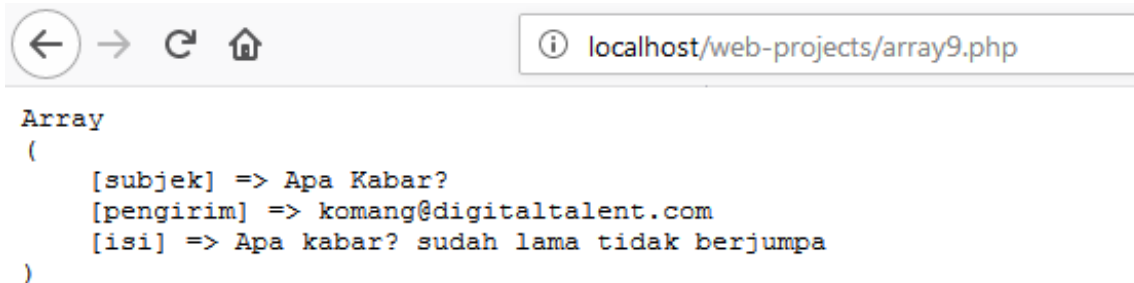 localhost/web-projects/array9.php
Array
(
    [subjek] => Apa Kabar?
    [pengirim] => komang@digitaltalent.com
    [isi] => Apa kabar? sudah lama tidak berjumpa
)